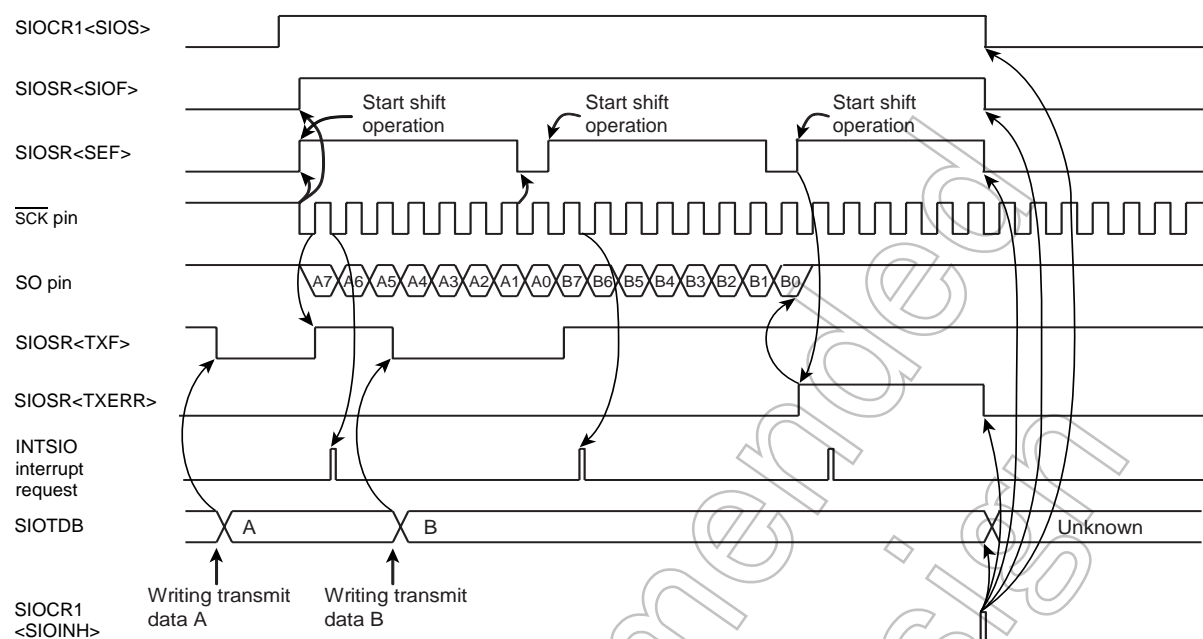 SIOCR1<SIOS>
SIOSR<SIOF>
Start shift
operation
Start shift
operation
Start shift
operation
SIOSR<SEF>
SCK pin
SO pin
A7 A6 A5 A4 A3 A2 A1 A0 B7 B6 B5 B4 B3 B2 B1 B0
SIOSR<TXF>
SIOSR<TXERR>
INTSIO
interrupt
request
SIOTDB
A
B
Unknown
Writing transmit
data A
Writing transmit
data B
SIOCR1
<SIOINH>
mended
sign